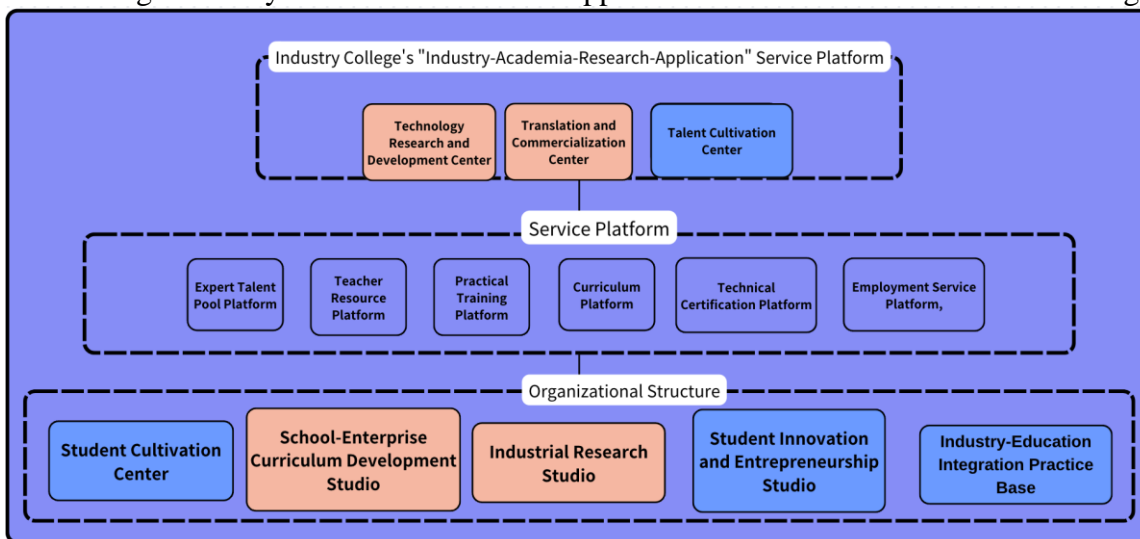 Industry College's "Industry-Academia-Research-Application" Service Platform
Technology
Research and
Development Center
Translation and
Commercialization
Center
Talent Cultivation
Center
Service Platform
Expert Talent
Pool Platform
Teacher
Resource
Platform
Practical
Training
Platform
Curriculum
Platform
Technical
Certification Platform
Employment Service
Platform,
Organizational Structure
Student Cultivation
Center
School-Enterprise
Curriculum Development
Studio
Industrial Research
Studio
Student Innovation
and Entrepreneurship
Studio
Industry-Education
Integration Practice
Base